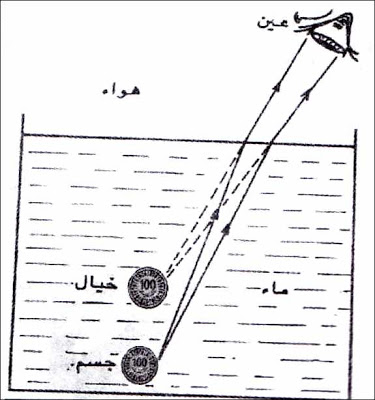 عين
هواء
خيال
100
ماء
جسم
100